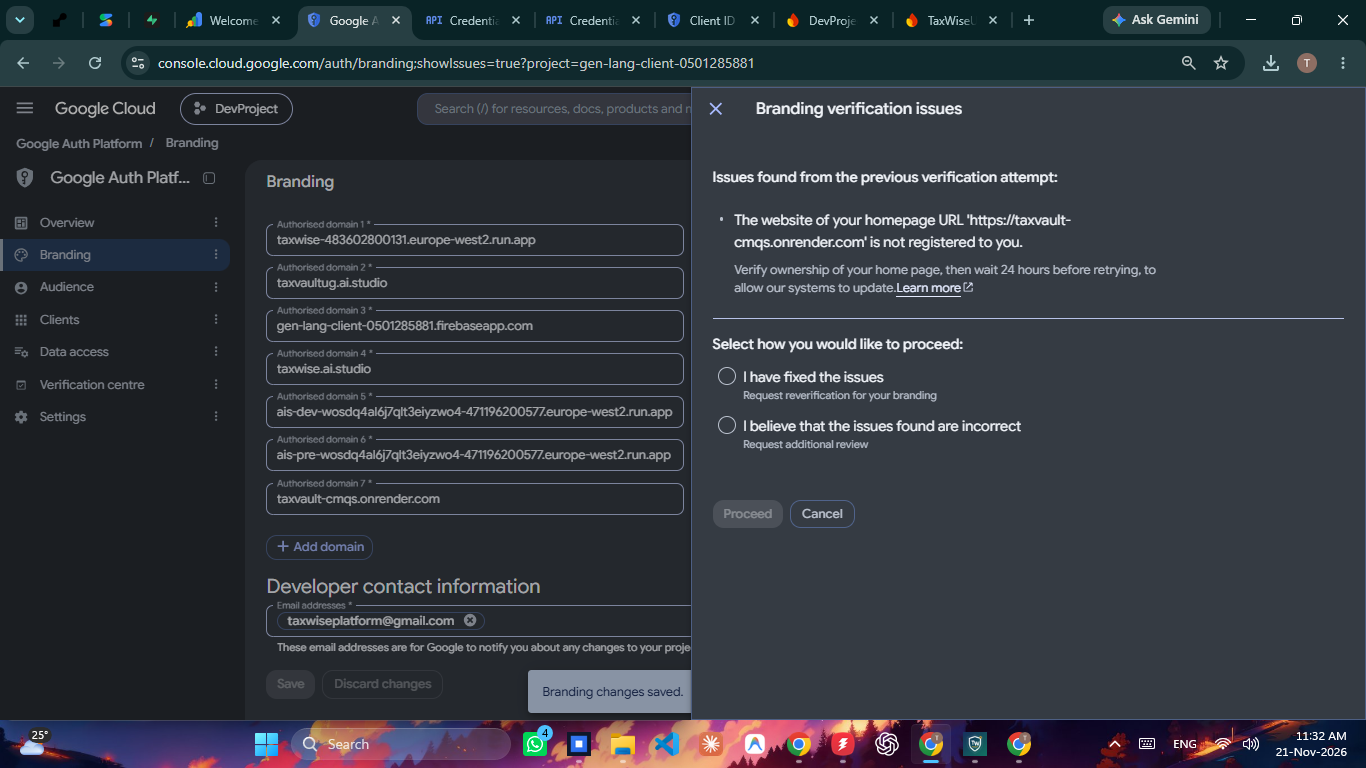 Welcome
Google A
API Credentia
API Credentia
Client ID
DevProje
TaxWiseU
Ask Gemini
console.cloud.google.com/auth/branding;showIssues=true?project=gen-lang-client-0501285881
T
Google Cloud
DevProject
Search (/) for resources, docs, products and
Google Auth Platform / Branding
Google Auth Platf...
Overview
Branding
Audience
Clients
Data access
Verification centre
Settings
Branding
Authorised domain 1 *
taxwise-483602800131.europe-west2.run.app
Authorised domain 2 *
taxvaultug.ai.studio
Authorised domain 3 *
gen-lang-client-0501285881.firebaseapp.com
Authorised domain 4 *
taxwise.ai.studio
Authorised domain 5 *
ais-dev-wosdq4al6j7qlt3eiyzwo4-471196200577.europe-west2.run.app
Authorised domain 6 *
ais-pre-wosdq4al6j7qlt3eiyzwo4-471196200577.europe-west2.run.app
Authorised domain 7 *
taxvault-cmqs.onrender.com
+ Add domain
Developer contact information
Email addresses *
taxwiseplatform@gmail.com
These email addresses are for Google to notify you about any changes to your proje
Save
Discard changes
Branding changes saved.
Branding verification issues
Issues found from the previous verification attempt:
• The website of your homepage URL 'https://taxvault-
cmqs.onrender.com' is not registered to you.
Verify ownership of your home page, then wait 24 hours before retrying, to
allow our systems to update.Learn more
Select how you would like to proceed:
I have fixed the issues
Request reverification for your branding
I believe that the issues found are incorrect
Request additional review
Proceed
Cancel
25°
Search
4
ENG
11:32 AM
21-Nov-2026